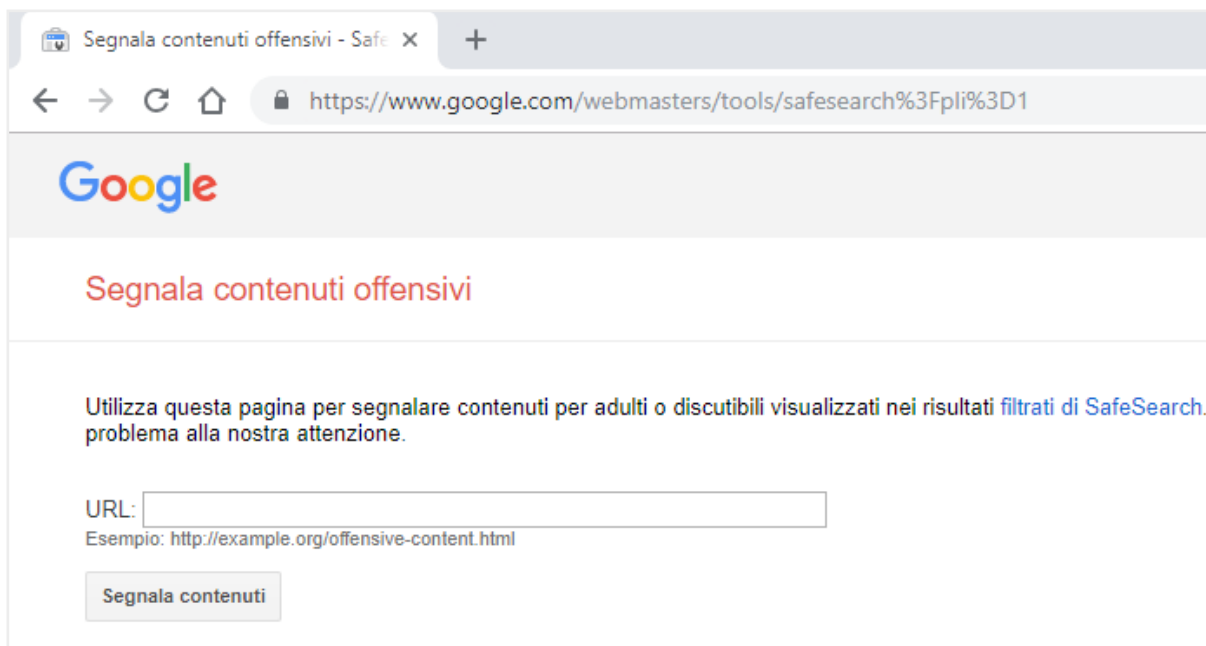 Segnala contenuti offensivi - Safe
https://www.google.com/webmasters/tools/safesearch%3Fpli%3D1
Google
Segnala contenuti offensivi
Utilizza questa pagina per segnalare contenuti per adulti o discutibili visualizzati nei risultati filtrati di SafeSearch.
problema alla nostra attenzione.
URL:
Esempio: http://example.org/offensive-content.html
Segnala contenuti